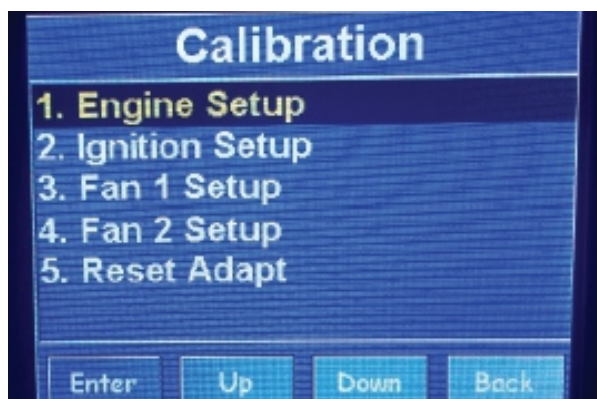 Calibration
1. Engine Setup
2. Ignition Setup
3. Fan 1 Setup
4. Fan 2 Setup
5. Reset Adapt
Enter Up Down Back